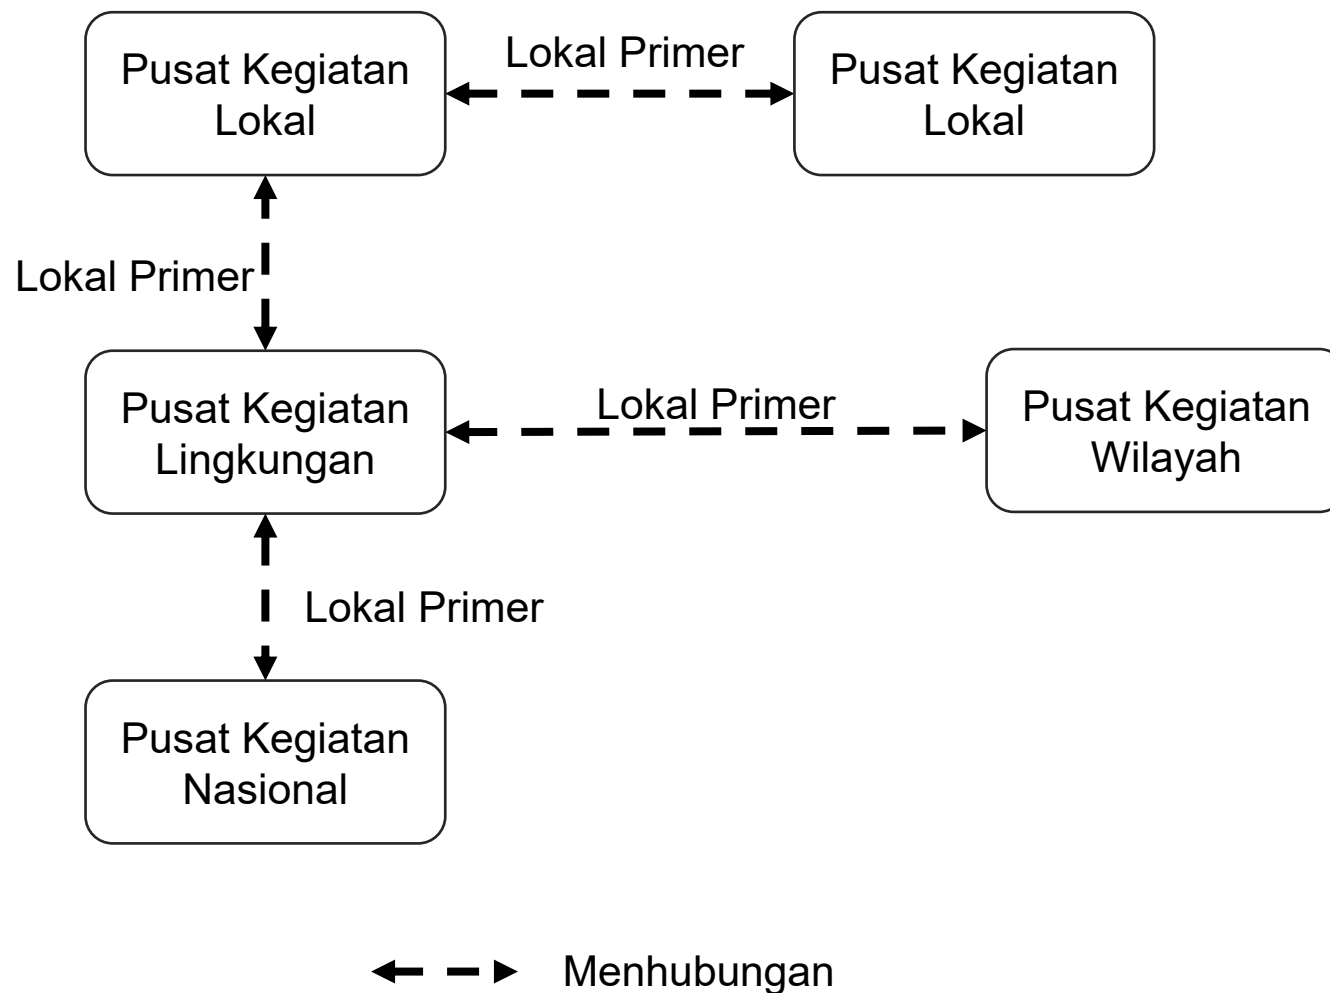 Pusat Kegiatan
Lokal
Lokal Primer
Pusat Kegiatan
Lokal
Lokal Primer
Pusat Kegiatan
Lingkungan
Lokal Primer
Pusat Kegiatan
Wilayah
Lokal Primer
Pusat Kegiatan
Nasional
Menhubungan